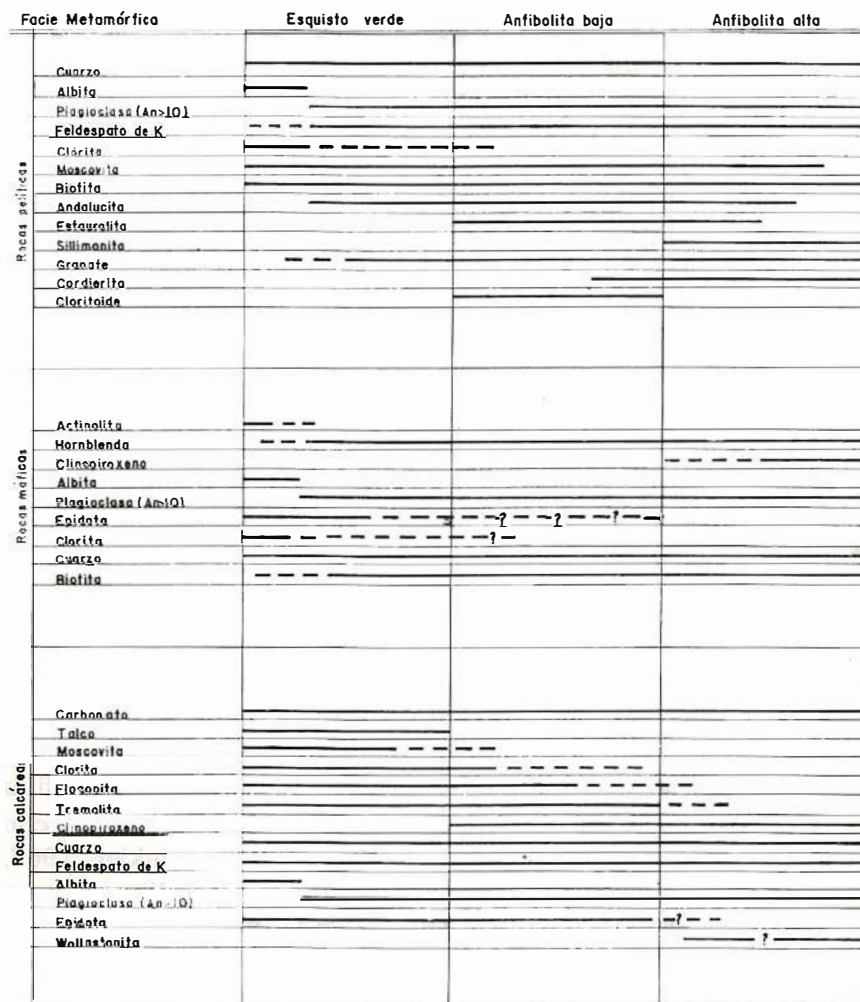 Facie Metamórfica Esquisto verde Anfibolita baja Anfibolita alta
Rocas pelíticas
Cuarzo
Albita
Plagioclasa (An>10)
Feldespato de K
Clórita
Moscovita
Biotita
Andalucita
Estaurolita
Sillimanita
Granate
Cordierita
Cloritoide
Rocas máficas
Actinolita
Hornblenda
Clinopiroxeno
Albita
Plagioclasa (An>10)
Epidota ? ? ?
Clorita ?
Cuarzo
Biotita
Rocas calcáreas
Carbonato
Talco
Moscovita
Clorita
Flogopita
Tremolita
Clinopiroxeno
Cuarzo
Feldespato de K
Albita
Plagioclasa (An>10)
Epidota ?
Wollastonita ?